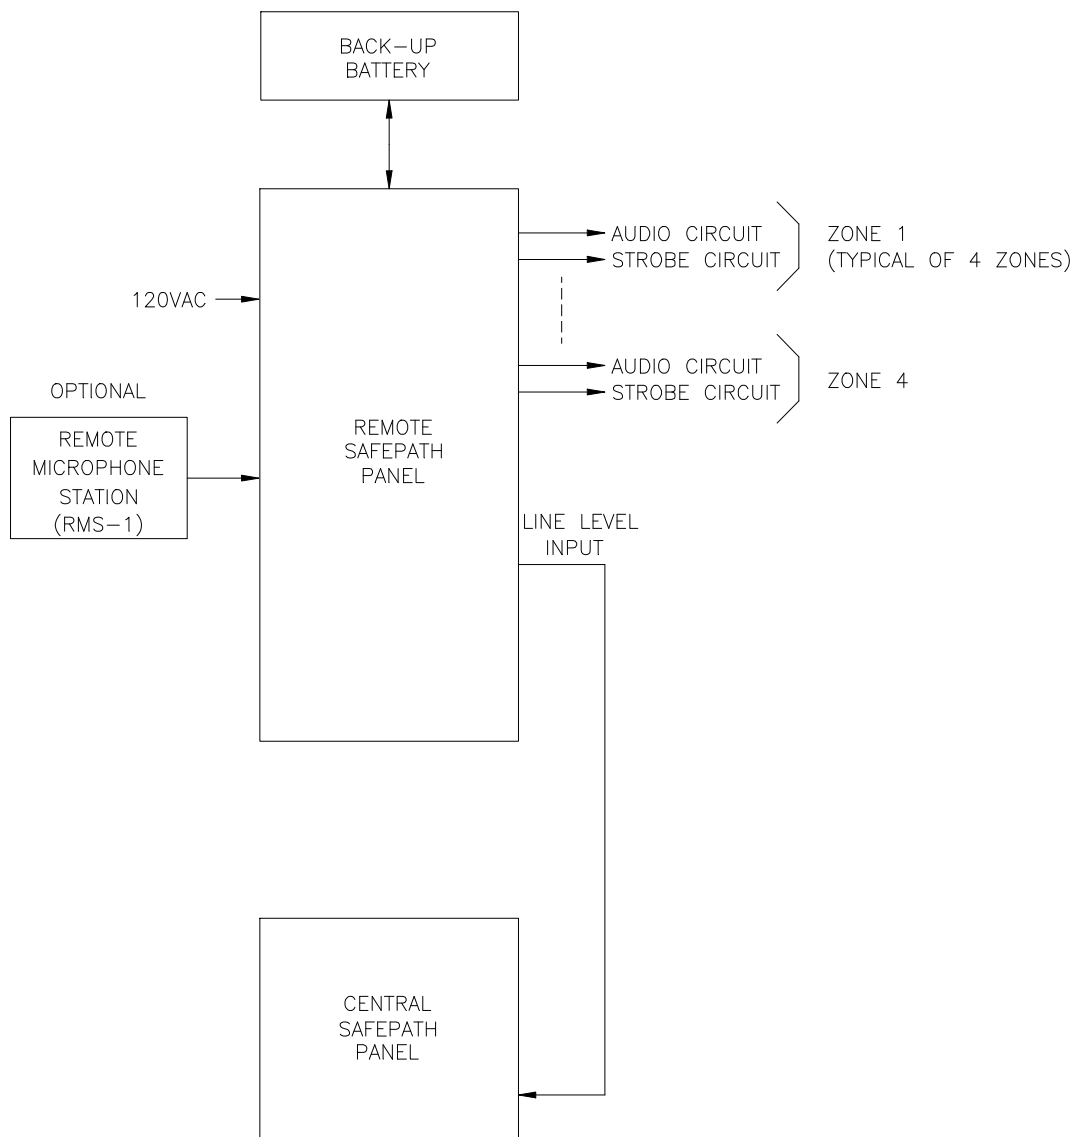 BACK-UP
BATTERY
AUDIO CIRCUIT
STROBE CIRCUIT
ZONE 1
(TYPICAL OF 4 ZONES)
120VAC
AUDIO CIRCUIT
STROBE CIRCUIT
ZONE 4
OPTIONAL
REMOTE
MICROPHONE
STATION
(RMS-1)
REMOTE
SAFEPATH
PANEL
LINE LEVEL
INPUT
CENTRAL
SAFEPATH
PANEL